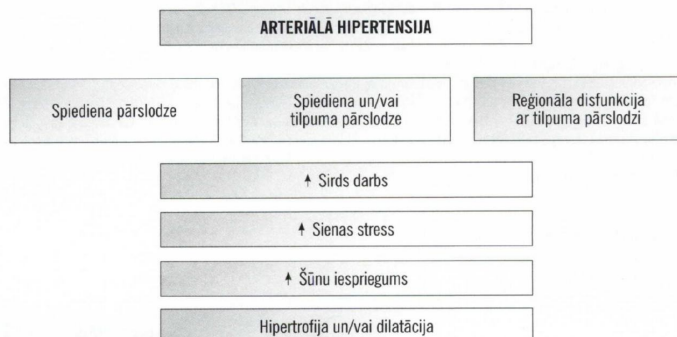 ARTERIĀLĀ HIPERTENSIJA
Spiediena pārslodze
Spiediena un/vai
tilpuma pārslodze
Reģionāla disfunkcija
ar tilpuma pārslodzi
↑ Sirds darbs
↑ Sienas stress
↑ Šūnu iespriegums
Hipertrofija un/vai dilatācija